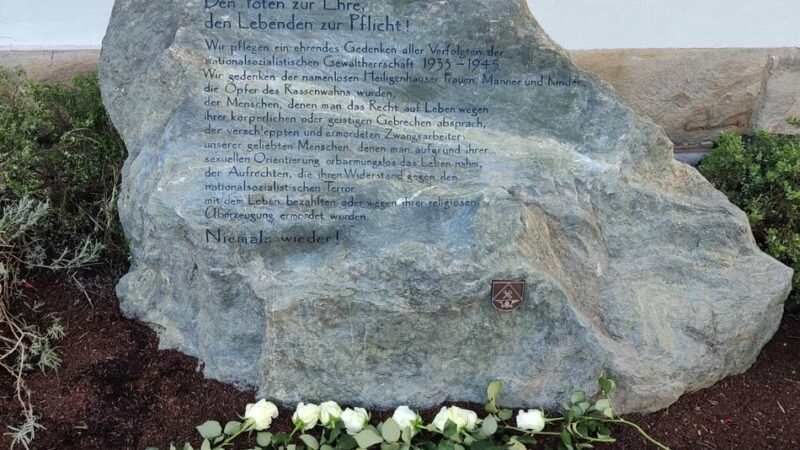 Den Toten zur Ehre,
den Lebenden zur Pflicht!
Wir pflegen ein ehrendes Gedenken aller Verfolgten der
nationalsozialistischen Gewaltherrschaft 1933 – 1945.
Wir gedenken der namenlosen Heiligenhauser Frauen, Männer und Kinder
die Opfer des Rassenwahns wurden,
der Menschen, denen man das Recht auf Leben wegen
ihrer körperlichen oder geistigen Gebrechen absprach,
der verschleppten und ermordeten Zwangsarbeiter,
unserer geliebten Menschen, denen man aufgrund ihrer
sexuellen Orientierung erbarmungslos das Leben nahm,
der Aufrechten, die ihren Widerstand gegen den
nationalsozialistischen Terror
mit dem Leben bezahlten oder wegen ihrer religiösen
Überzeugung ermordet wurden.
Niemals wieder!